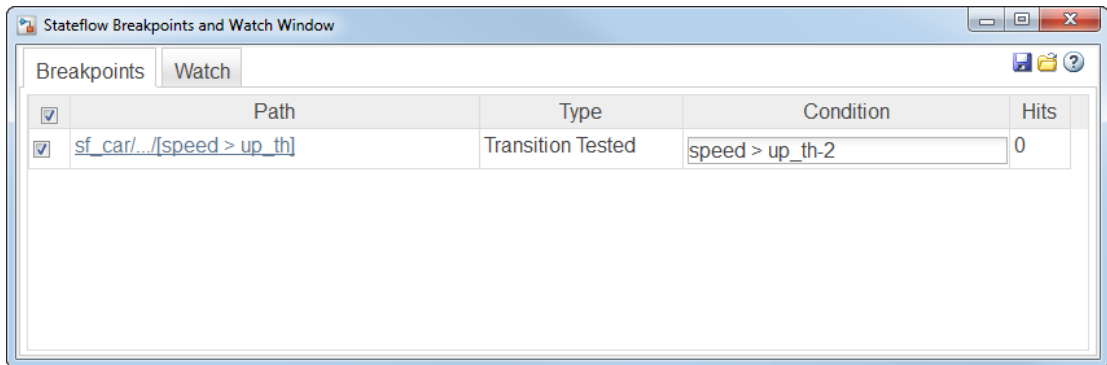 Stateflow Breakpoints and Watch Window
Breakpoints Watch
Path Type Condition Hits
sf_car/.../[speed > up_th] Transition Tested speed > up_th-2 0